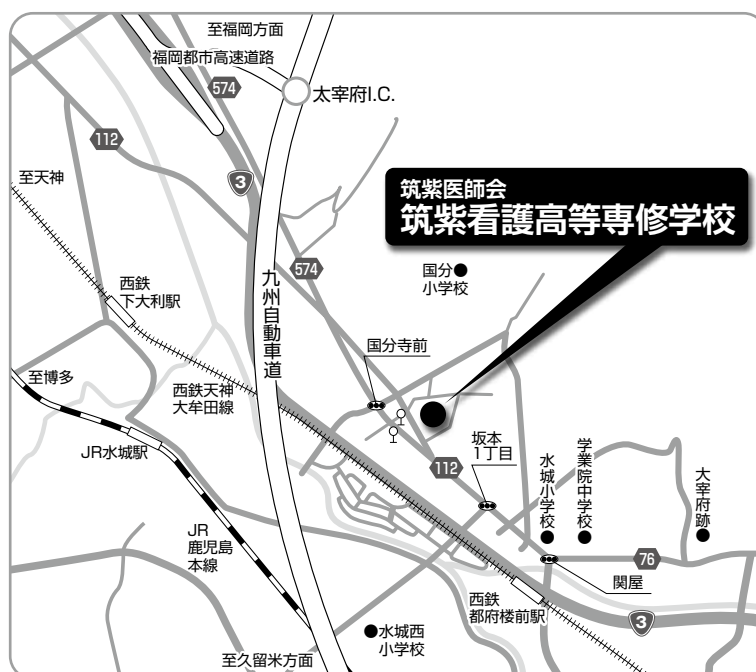 至福岡方面
福岡都市高速道路
574
太宰府I.C.
112
3
至天神
筑紫医師会
筑紫看護高等専修学校
574
国分
小学校
西鉄
下大利駅
九州自動車道
国分寺前
至博多
西鉄天神
大牟田線
JR水城駅
坂本
1丁目
112
水城小学校
学業院中学校
大宰府跡
JR
鹿児島
本線
76
関屋
西鉄
都府楼前駅
3
水城西
小学校
至久留米方面